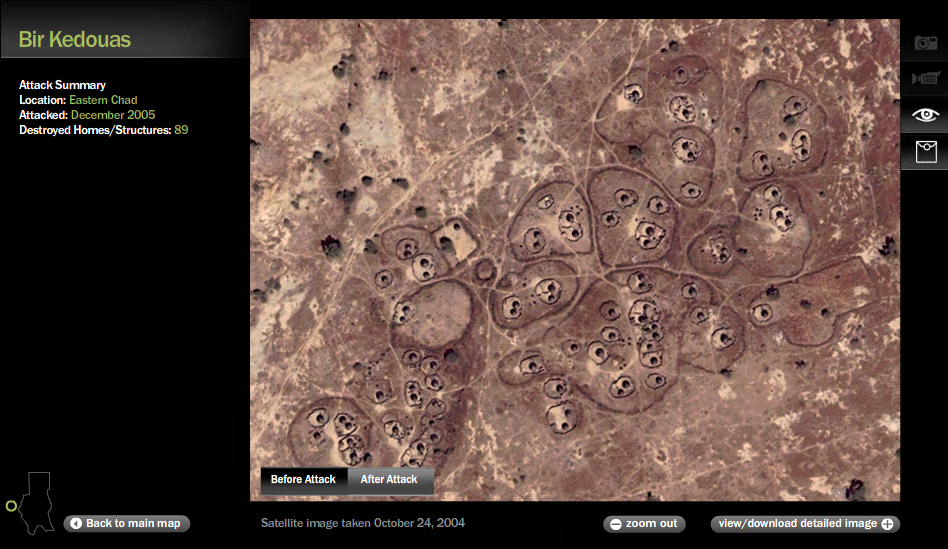 Bir Kedouas
Attack Summary
Location: Eastern Chad
Attacked: December 2005
Destroyed Homes/Structures: 89
Before Attack
After Attack
Back to main map
Satellite image taken October 24, 2004
zoom out
view/download detailed image